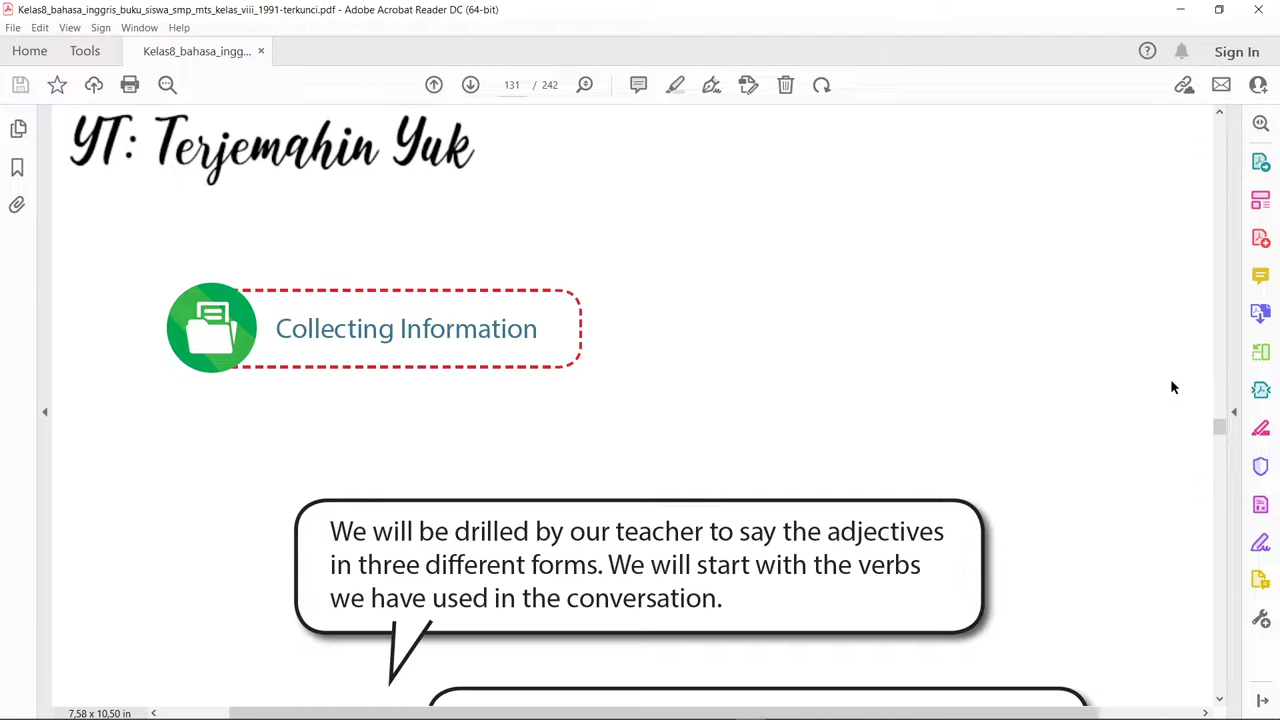 Kelas8_bahasa_inggris_buku_siswa_smp_mts_kelas_viii_1991-terkunci.pdf - Adobe Acrobat Reader DC (64-bit)
File Edit View Sign Window Help
Home Tools Kelas8_bahasa_ingg... × Sign In
131 / 242
YT: Terjemahin Yuk
Collecting Information
We will be drilled by our teacher to say the adjectives
in three different forms. We will start with the verbs
we have used in the conversation.
7,58 x 10,50 in